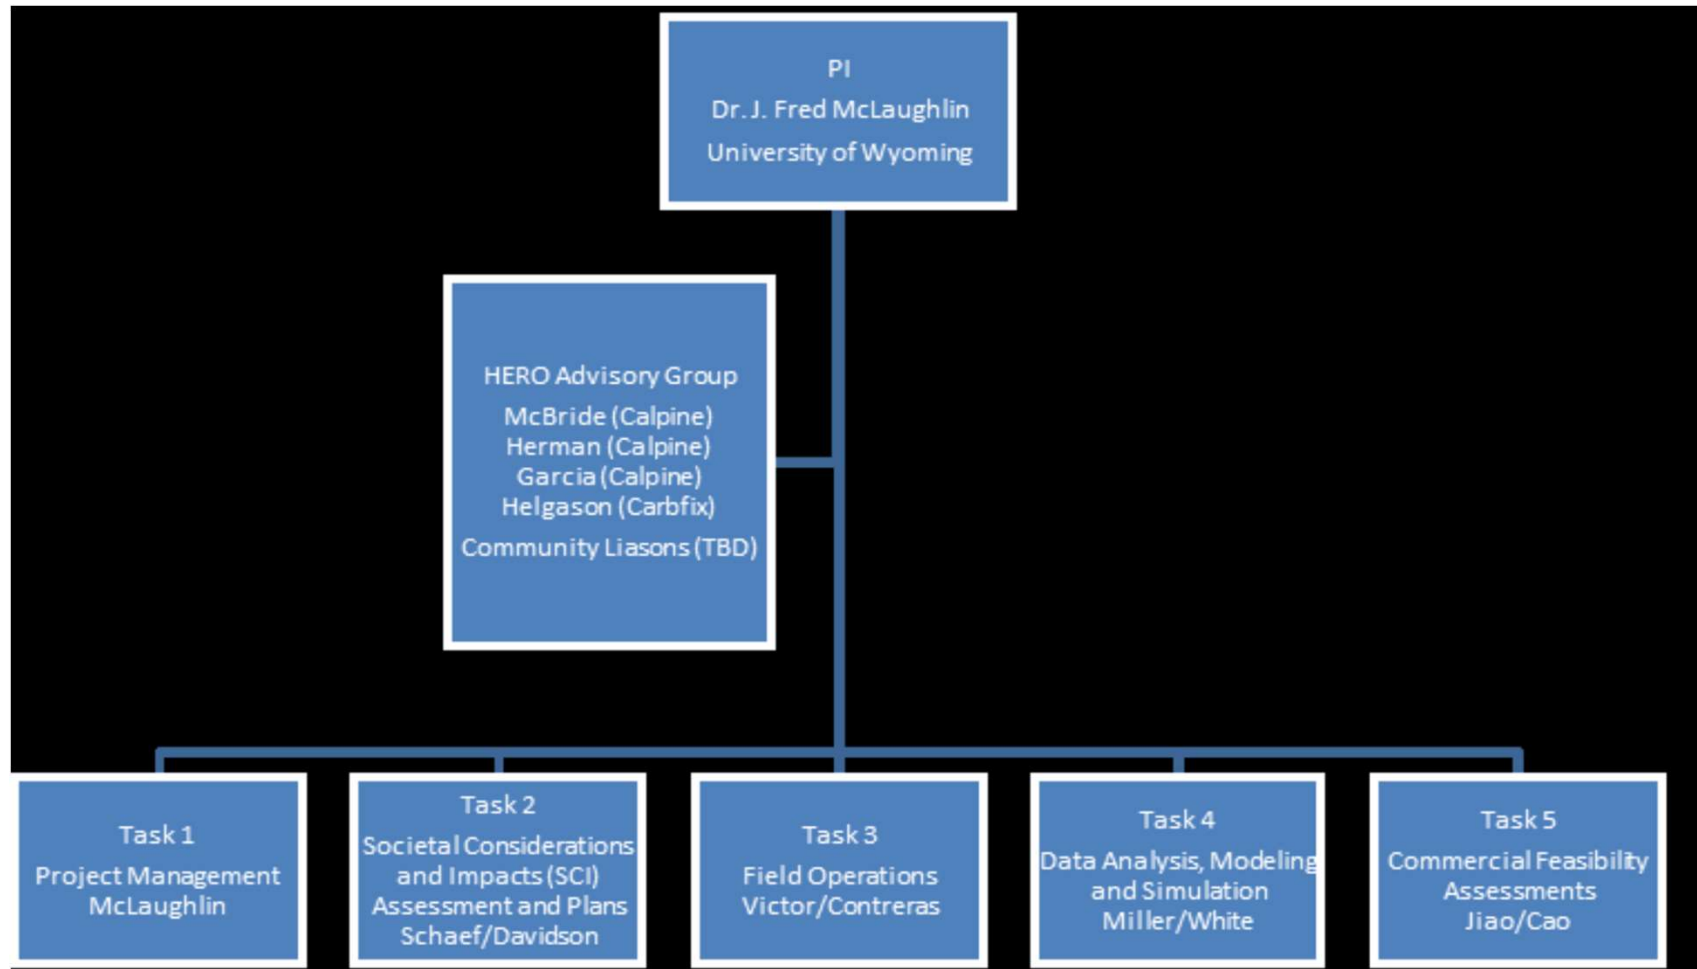 PI
Dr. J. Fred McLaughlin
University of Wyoming
HERO Advisory Group
McBride (Calpine)
Herman (Calpine)
Garcia (Calpine)
Helgason (Carbfix)
Community Liasons (TBD)
Task 1
Project Management
McLaughlin
Task 2
Societal Considerations
and Impacts (SCI)
Assessment and Plans
Schaef/Davidson
Task 3
Field Operations
Victor/Contreras
Task 4
Data Analysis, Modeling
and Simulation
Miller/White
Task 5
Commercial Feasibility
Assessments
Jiao/Cao